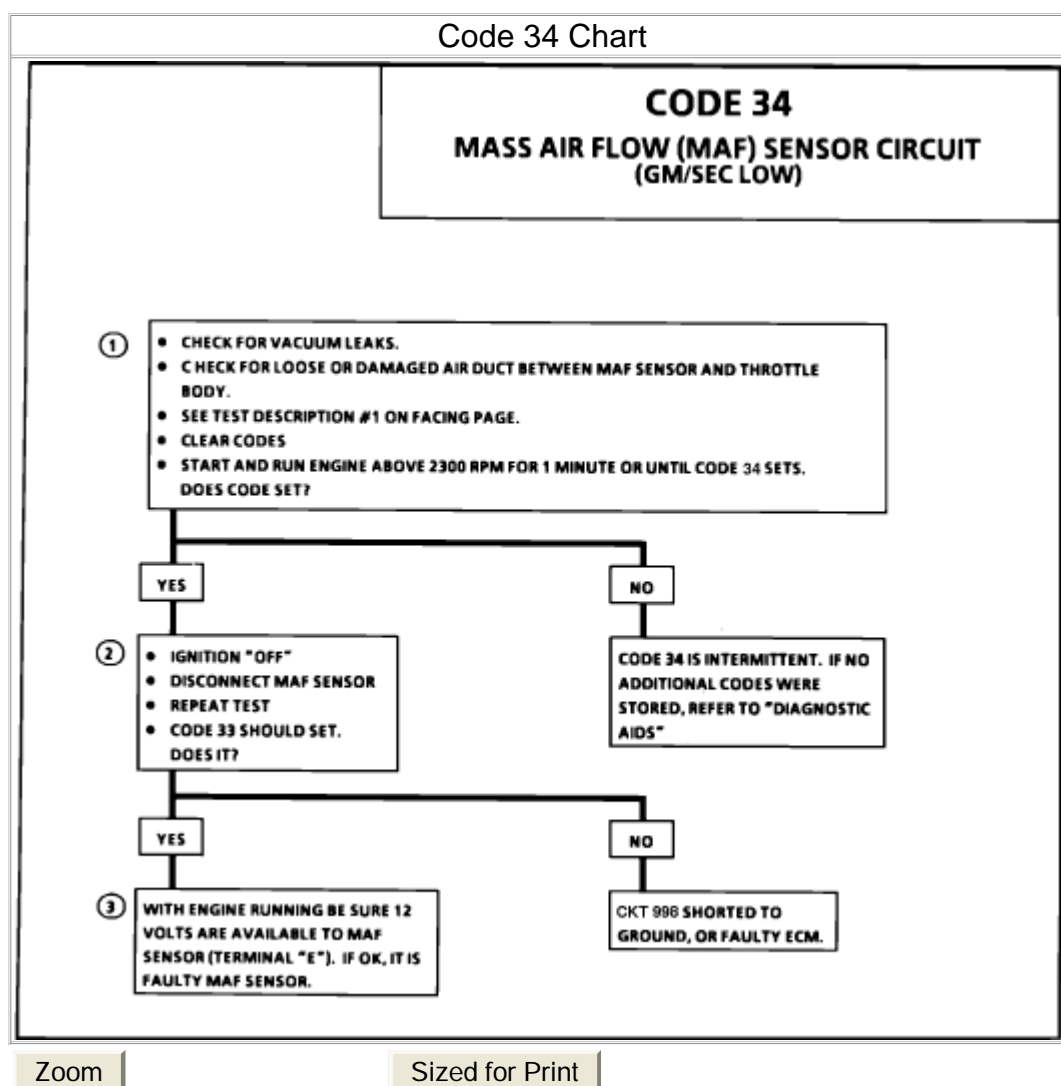 Code 34 Chart
CODE 34
MASS AIR FLOW (MAF) SENSOR CIRCUIT
(GM/SEC LOW)
1
• CHECK FOR VACUUM LEAKS.
• C HECK FOR LOOSE OR DAMAGED AIR DUCT BETWEEN MAF SENSOR AND THROTTLE
BODY.
• SEE TEST DESCRIPTION #1 ON FACING PAGE.
• CLEAR CODES
• START AND RUN ENGINE ABOVE 2300 RPM FOR 1 MINUTE OR UNTIL CODE 34 SETS.
DOES CODE SET?
YES
NO
2
• IGNITION "OFF"
• DISCONNECT MAF SENSOR
• REPEAT TEST
• CODE 33 SHOULD SET.
DOES IT?
CODE 34 IS INTERMITTENT. IF NO
ADDITIONAL CODES WERE
STORED, REFER TO "DIAGNOSTIC
AIDS"
YES
NO
3
WITH ENGINE RUNNING BE SURE 12
VOLTS ARE AVAILABLE TO MAF
SENSOR (TERMINAL "E"). IF OK, IT IS
FAULTY MAF SENSOR.
CKT 998 SHORTED TO
GROUND, OR FAULTY ECM.
Zoom
Sized for Print